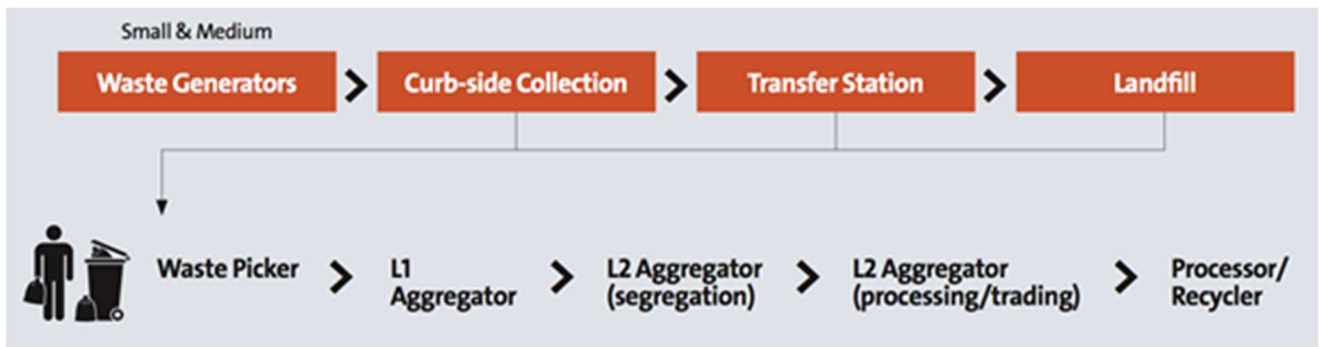 Small & Medium
Waste Generators
Curb-side Collection
Transfer Station
Landfill
Waste Picker
L1
Aggregator
L2 Aggregator
(segregation)
L2 Aggregator
(processing/trading)
Processor/
Recycler